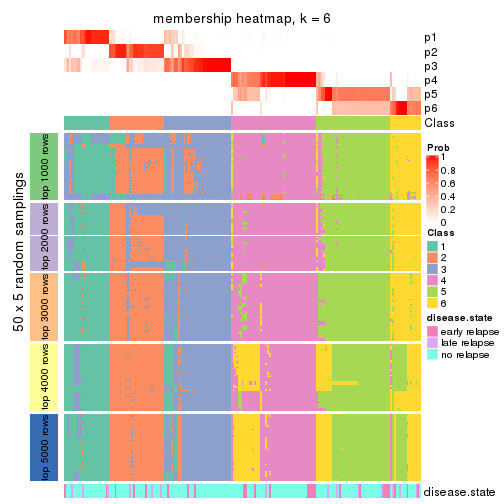 membership heatmap, k = 6
p1
p2
p3
p4
p5
p6
Class
50 x 5 random samplings
top 1000 rows
top 2000 rows
top 3000 rows
top 4000 rows
top 5000 rows
disease.state
Prob
1
0.8
0.6
0.4
0.2
0
Class
1
2
3
4
5
6
disease.state
early relapse
late relapse
no relapse